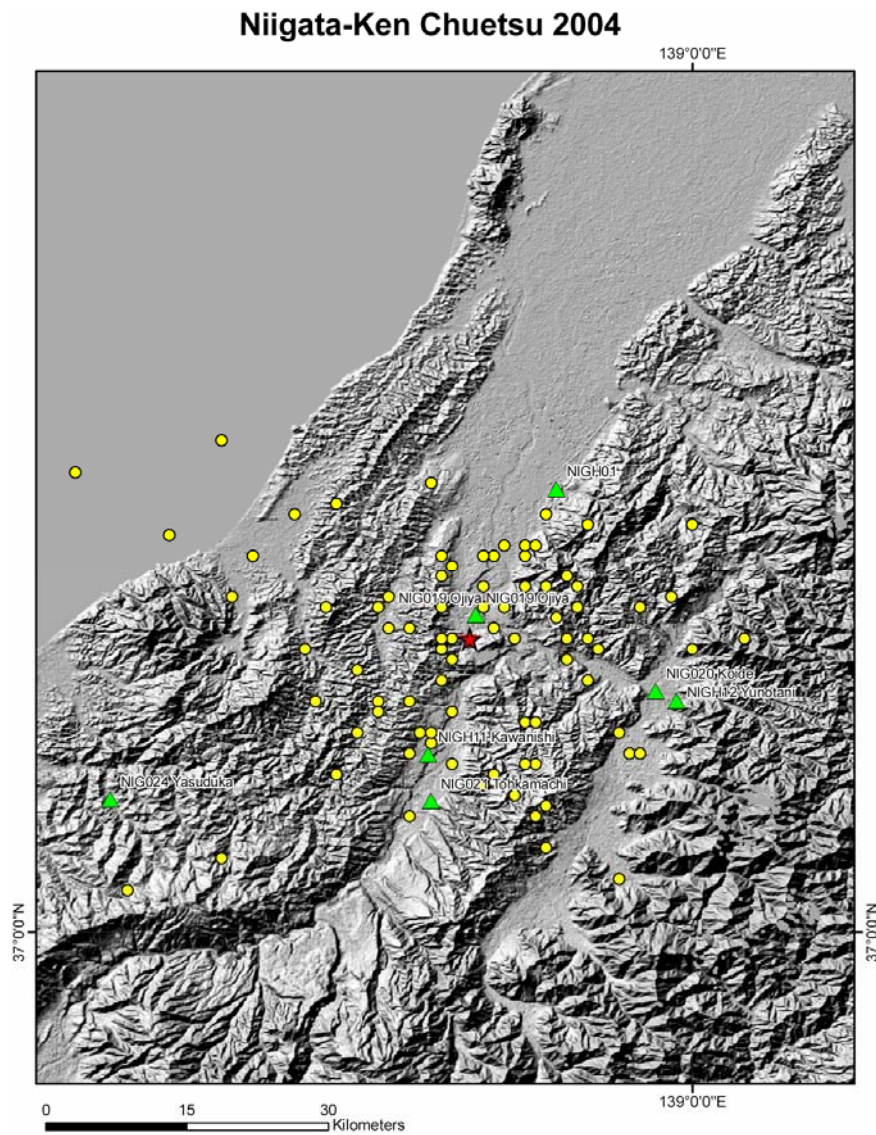 Niigata-Ken Chuetsu 2004
139°0'0"E
NIGH01
NIG019 Ojiya NIG019 Ojiya
NIG020 Koide
NIGH12 Yunotani
NIGH11 Kawanishi
NIG024 Yasuduka
NIG021 Tohkamachi
37°0'0"N
37°0'0"N
139°0'0"E
0 15 30
Kilometers